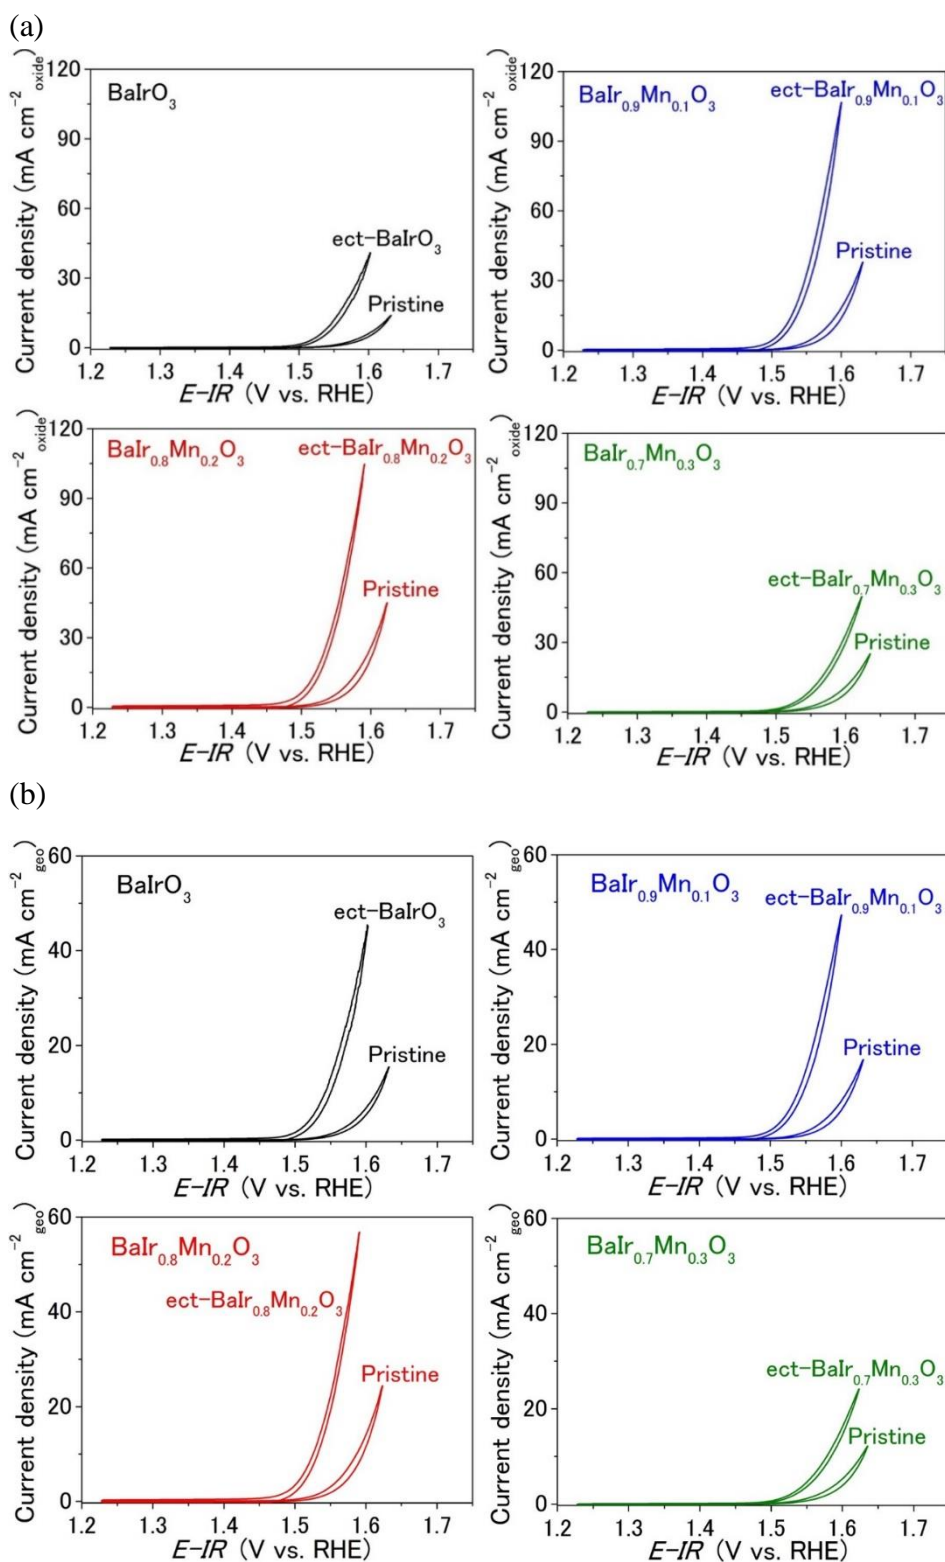 (a)
Current density (mA cm⁻²oxide)
120
90
60
30
0
BaIrO₃
ect-BaIrO₃
Pristine
1.2 1.3 1.4 1.5 1.6 1.7
E-IR (V vs. RHE)
Current density (mA cm⁻²oxide)
120
90
60
30
0
BaIr₀.₉Mn₀.₁O₃
ect-BaIr₀.₉Mn₀.₁O₃
Pristine
1.2 1.3 1.4 1.5 1.6 1.7
E-IR (V vs. RHE)
Current density (mA cm⁻²oxide)
120
90
60
30
0
BaIr₀.₈Mn₀.₂O₃
ect-BaIr₀.₈Mn₀.₂O₃
Pristine
1.2 1.3 1.4 1.5 1.6 1.7
E-IR (V vs. RHE)
Current density (mA cm⁻²oxide)
120
90
60
30
0
BaIr₀.₇Mn₀.₃O₃
ect-BaIr₀.₇Mn₀.₃O₃
Pristine
1.2 1.3 1.4 1.5 1.6 1.7
E-IR (V vs. RHE)
(b)
Current density (mA cm⁻²geo)
60
40
20
0
BaIrO₃
ect-BaIrO₃
Pristine
1.2 1.3 1.4 1.5 1.6 1.7
E-IR (V vs. RHE)
Current density (mA cm⁻²geo)
60
40
20
0
BaIr₀.₉Mn₀.₁O₃
ect-BaIr₀.₉Mn₀.₁O₃
Pristine
1.2 1.3 1.4 1.5 1.6 1.7
E-IR (V vs. RHE)
Current density (mA cm⁻²geo)
60
40
20
0
BaIr₀.₈Mn₀.₂O₃
ect-BaIr₀.₈Mn₀.₂O₃
Pristine
1.2 1.3 1.4 1.5 1.6 1.7
E-IR (V vs. RHE)
Current density (mA cm⁻²geo)
60
40
20
0
BaIr₀.₇Mn₀.₃O₃
ect-BaIr₀.₇Mn₀.₃O₃
Pristine
1.2 1.3 1.4 1.5 1.6 1.7
E-IR (V vs. RHE)